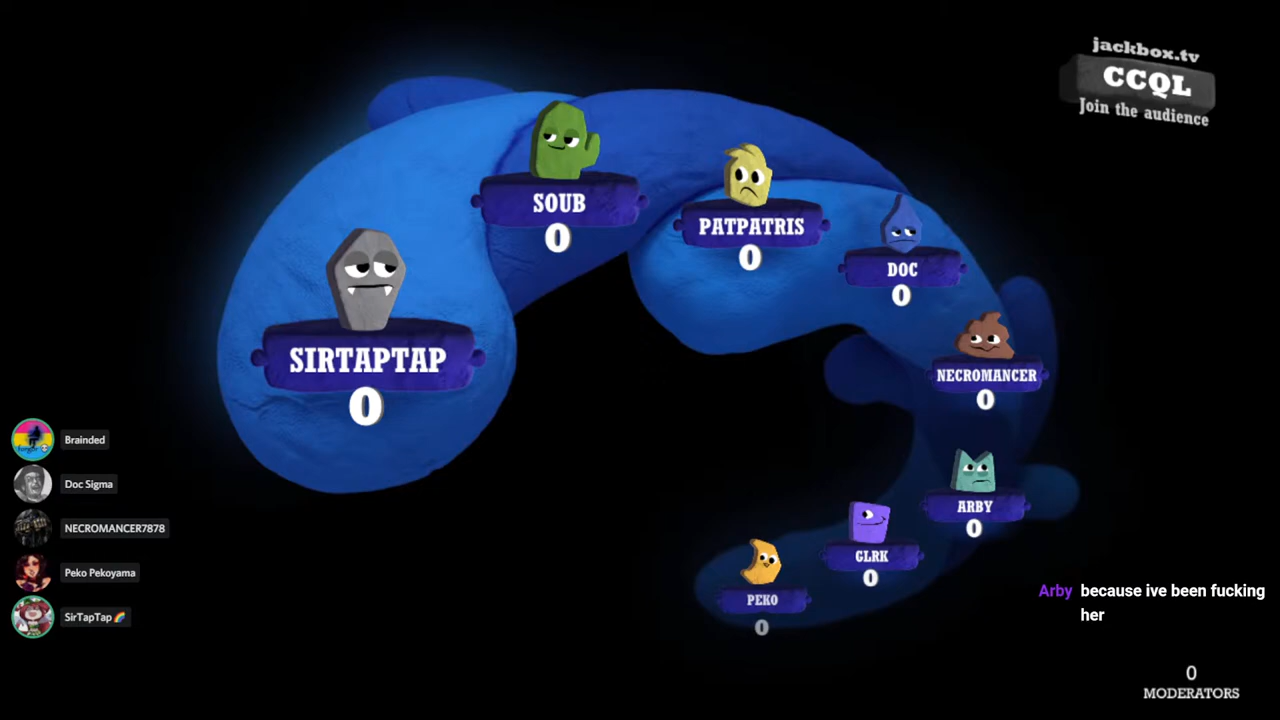 jackbox.tv
CCQL
Join the audience
SOUB
0
PATPATRIS
0
DOC
0
SIRTAPTAP
0
NECROMANCER
0
ARBY
0
GLRK
0
PEKO
0
Brainded
Doc Sigma
NECROMANCER7878
Peko Pekoyama
SirTapTap🌈
Arby because ive been fucking
her
0
MODERATORS